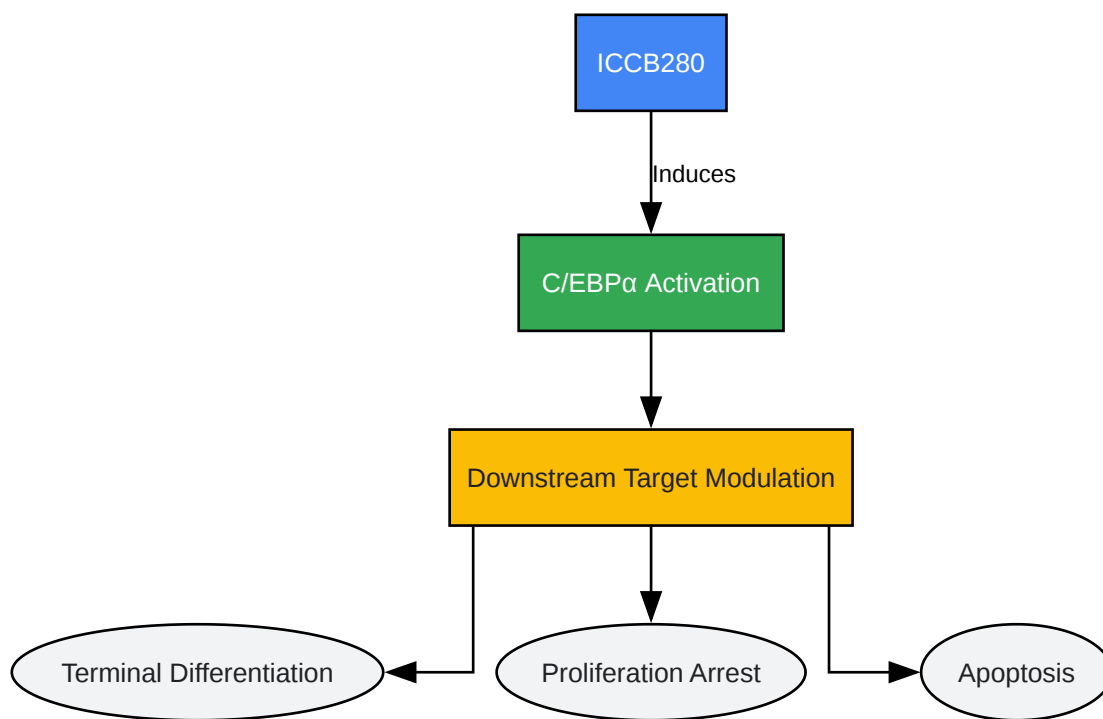 ICCB280
Induces
C/EBPα Activation
Downstream Target Modulation
Terminal Differentiation
Proliferation Arrest
Apoptosis